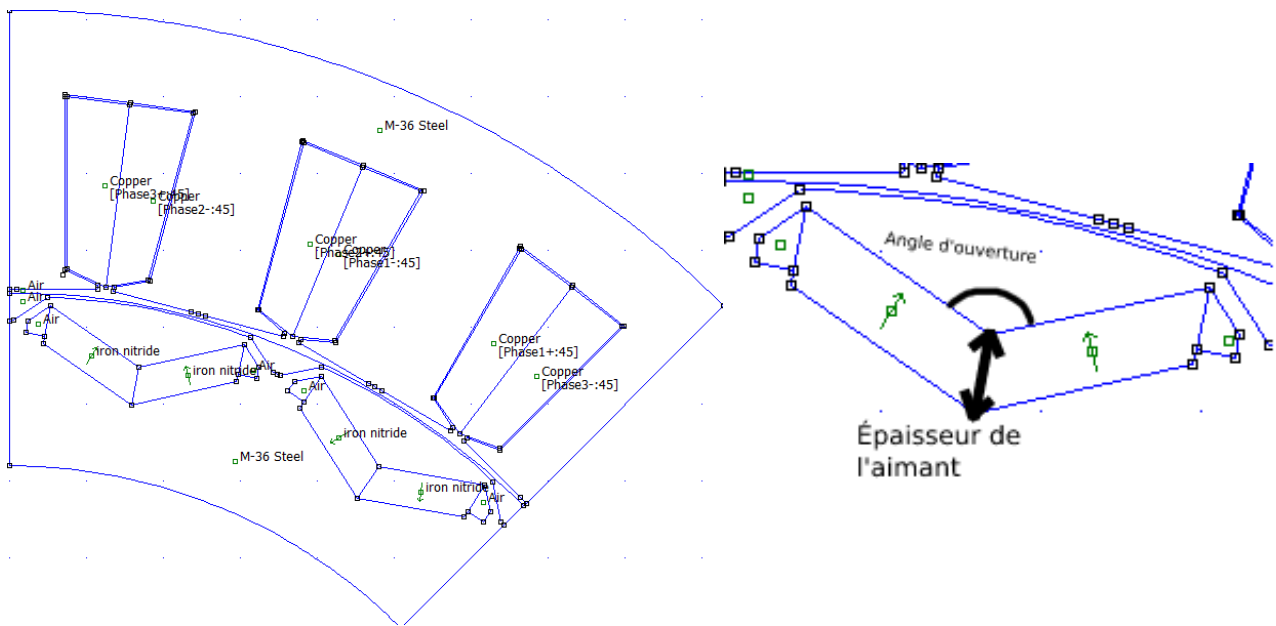 M-36 Steel
Copper
[Phase3+:45]
Copper
[Phase2-:45]
Copper
Copper
[Phase1-:45]
Air
Air
Air
iron nitride
iron nitride
Air
Copper
[Phase1+:45]
Copper
[Phase3-:45]
Air
iron nitride
M-36 Steel
iron nitride
Air
Angle d'ouverture
Épaisseur de
l'aimant